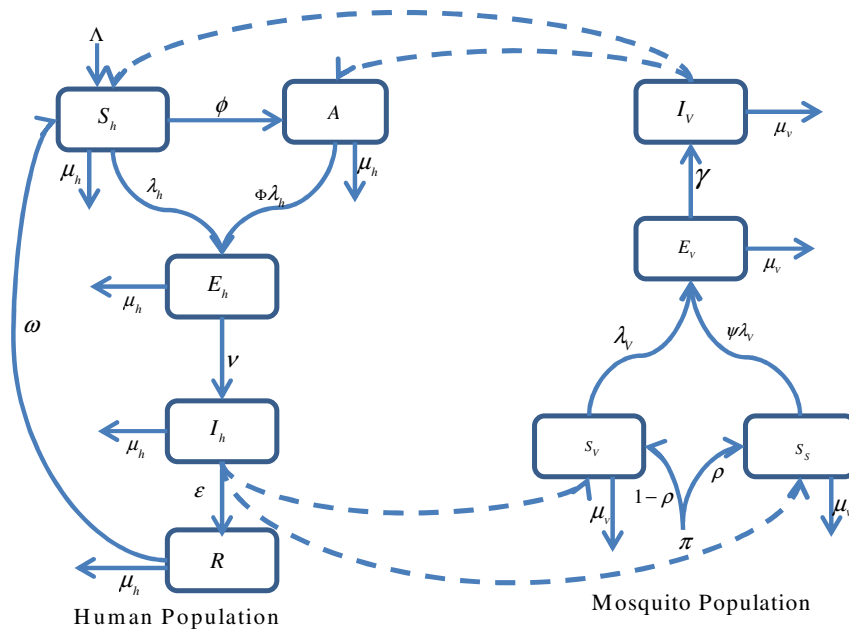 Λ
S_h
ϕ
A
I_V
μ_v
μ_h
μ_h
λ_h
Φλ_h
γ
E_h
μ_h
E_V
μ_v
ω
ν
λ_V
ψλ_V
I_h
μ_h
S_V
S_S
ε
1−ρ
ρ
μ_v
μ_v
π
R
μ_h
Human Population
Mosquito Population